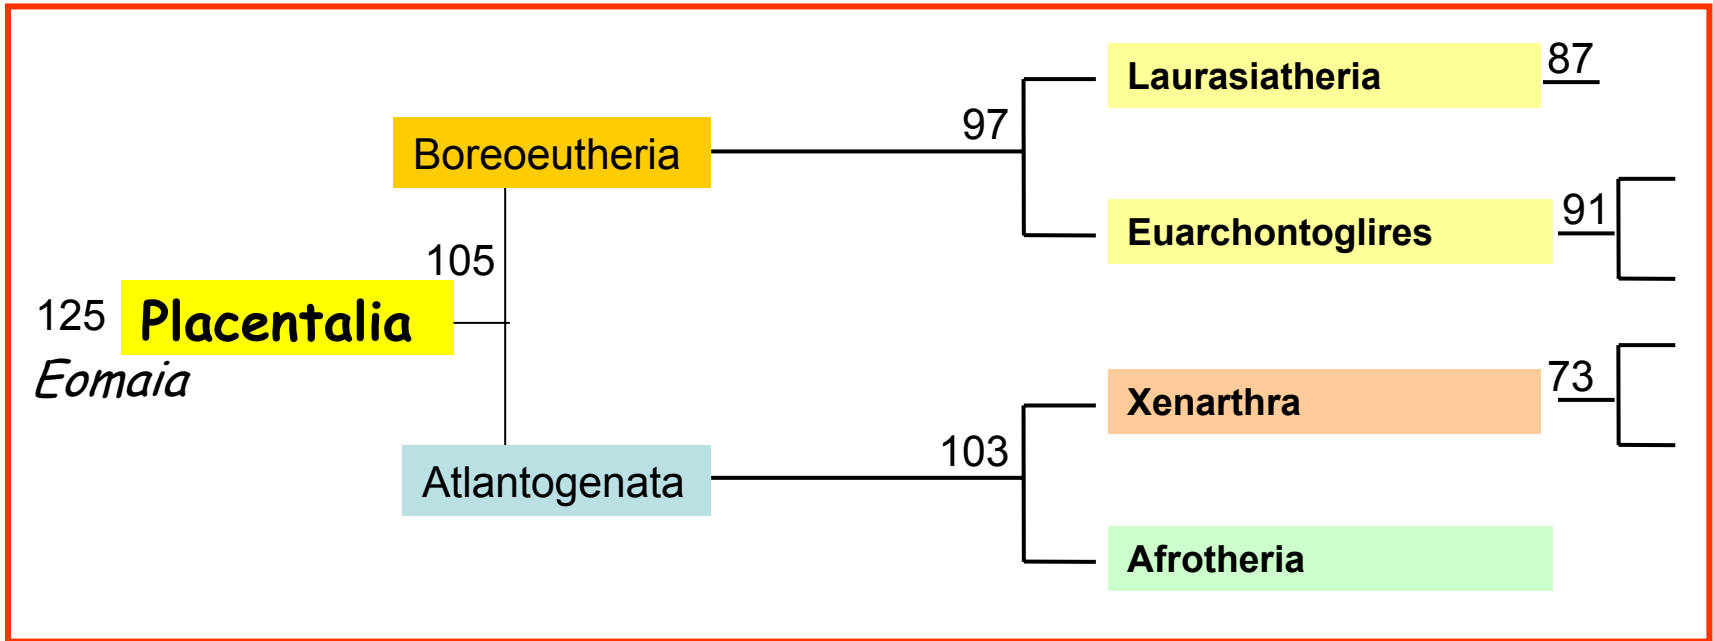 Laurasiatheria
87
97
Boreoeutheria
Euarchontoglires
91
105
125
Placentalia
Eomaia
Xenarthra
73
103
Atlantogenata
Afrotheria